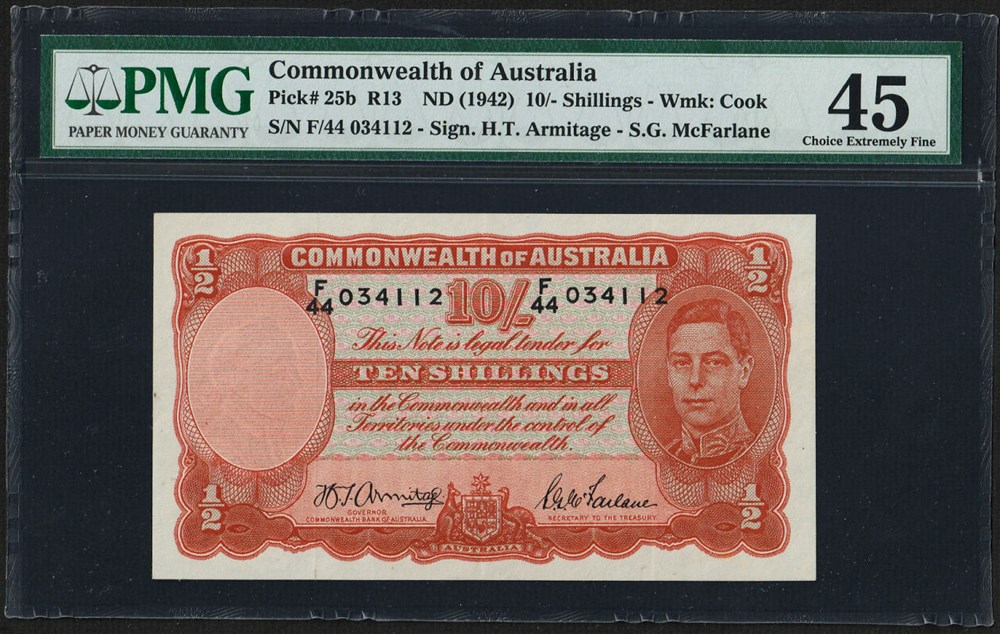 PMG
PAPER MONEY GUARANTY
Commonwealth of Australia
Pick# 25b R13 ND (1942) 10/- Shillings - Wmk: Cook
S/N F/44 034112 - Sign. H.T. Armitage - S.G. McFarlane
45
Choice Extremely Fine
1/2 COMMONWEALTH OF AUSTRALIA 1/2
F/44 034112 10/- F/44 034112
This Note is legal tender for
TEN SHILLINGS
in the Commonwealth and in all
Territories under the control of
the Commonwealth.
1/2 H.T. Armitage S.G. McFarlane 1/2
GOVERNOR
COMMONWEALTH BANK OF AUSTRALIA.
SECRETARY TO THE TREASURY.
AUSTRALIA